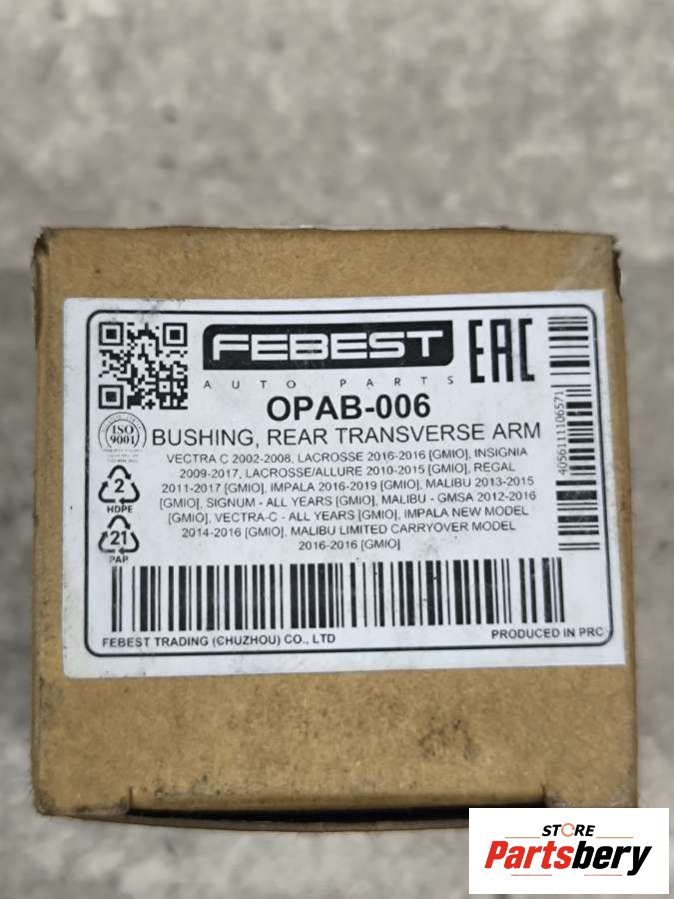 FEBEST
EAC
AUTO PARTS
OPAB-006
ISO
9001
BUSHING, REAR TRANSVERSE ARM
VECTRA C 2002-2008, LACROSSE 2016-2016 [GMIO], INSIGNIA
2009-2017, LACROSSE/ALLURE 2010-2015 [GMIO], REGAL
2011-2017 [GMIO], IMPALA 2016-2019 [GMIO], MALIBU 2013-2015
[GMIO], SIGNUM - ALL YEARS [GMIO], MALIBU - GMSA 2012-2016
[GMIO], VECTRA-C - ALL YEARS [GMIO], IMPALA NEW MODEL
2014-2016 [GMIO], MALIBU LIMITED CARRYOVER MODEL
2016-2016 [GMIO]
2
HDPE
21
PAP
4056111106571
FEBEST TRADING (CHUZHOU) CO., LTD
PRODUCED IN PRC
STORE
Partsbery